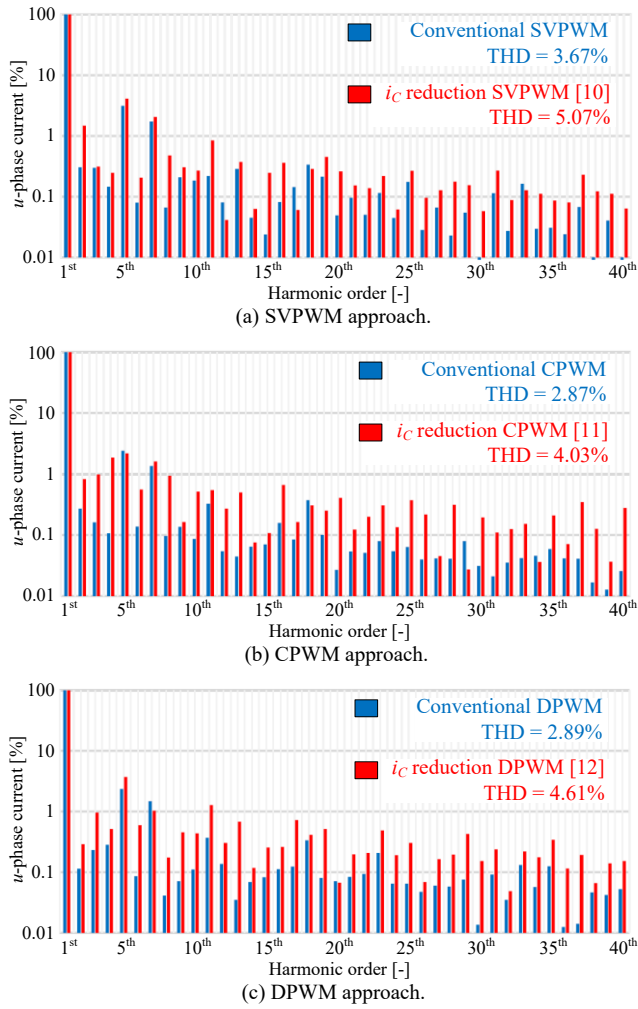 Conventional SVPWM
THD = 3.67%
i_C reduction SVPWM [10]
THD = 5.07%
u-phase current [%]
100
10
1
0.1
0.01
1st 5th 10th 15th 20th 25th 30th 35th 40th
Harmonic order [-]
(a) SVPWM approach.
Conventional CPWM
THD = 2.87%
i_C reduction CPWM [11]
THD = 4.03%
u-phase current [%]
100
10
1
0.1
0.01
1st 5th 10th 15th 20th 25th 30th 35th 40th
Harmonic order [-]
(b) CPWM approach.
Conventional DPWM
THD = 2.89%
i_C reduction DPWM [12]
THD = 4.61%
u-phase current [%]
100
10
1
0.1
0.01
1st 5th 10th 15th 20th 25th 30th 35th 40th
Harmonic order [-]
(c) DPWM approach.